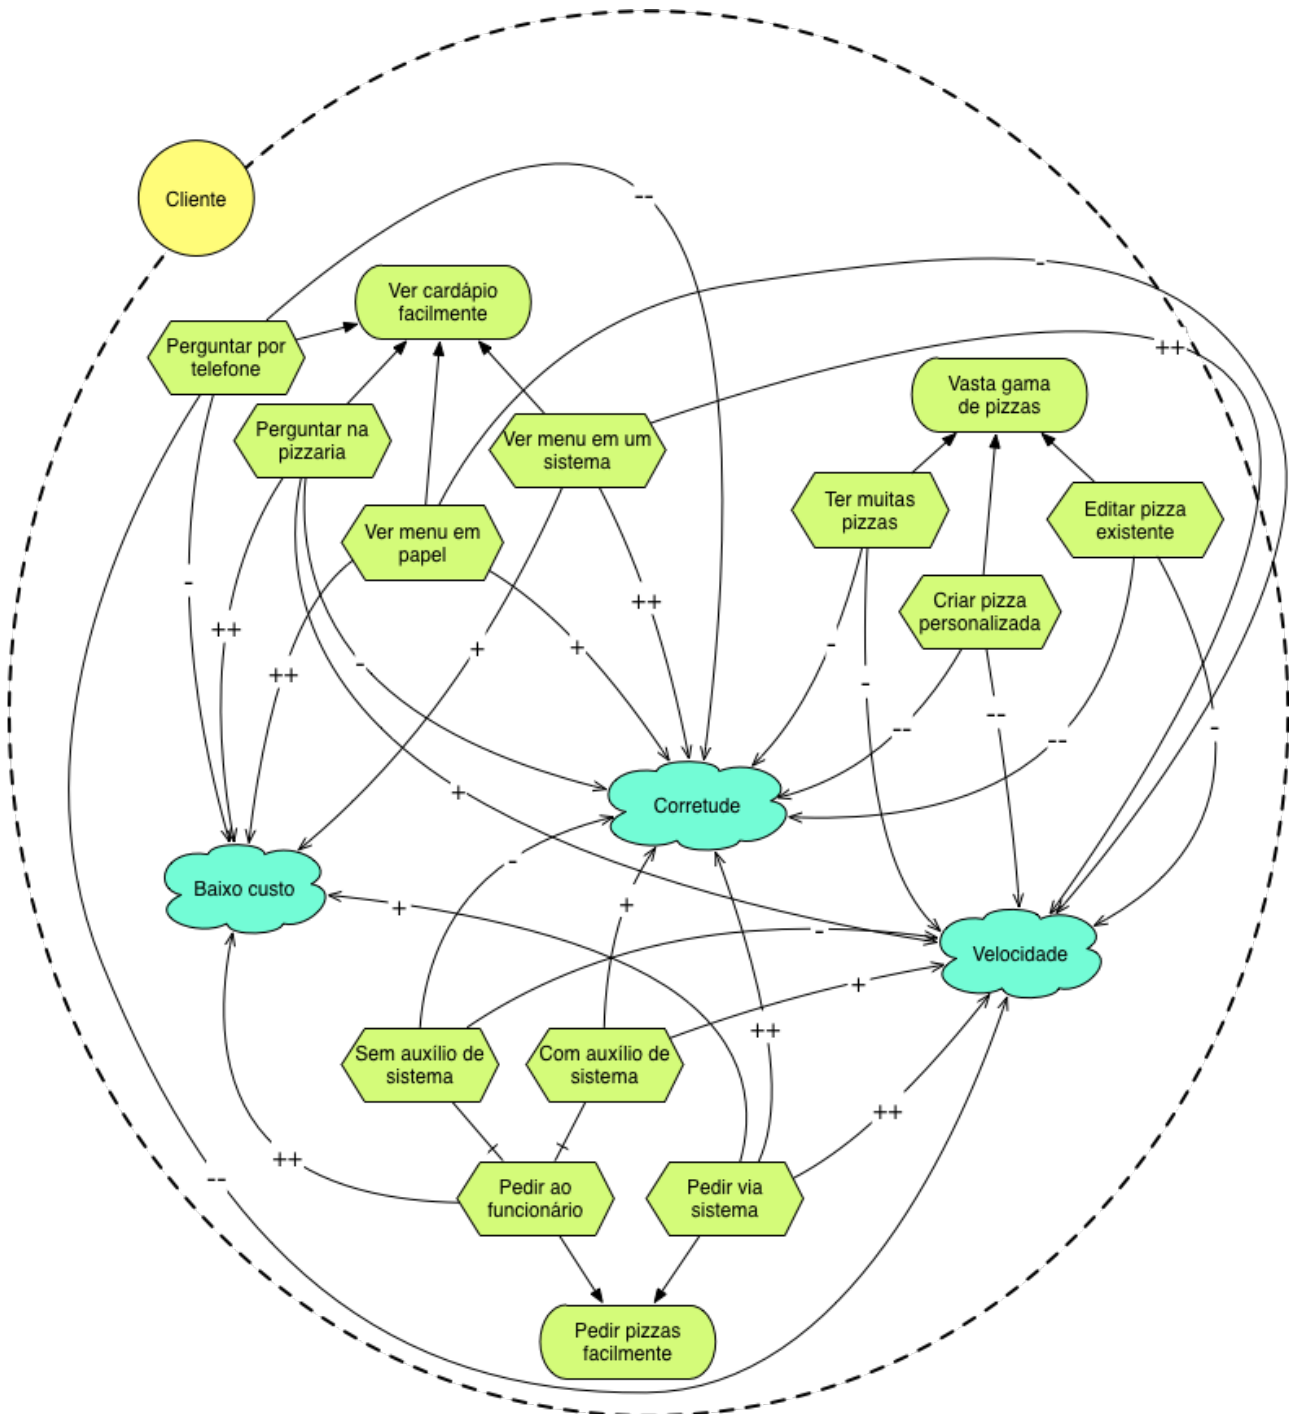 Cliente
--
-
++
Ver cardápio
facilmente
Perguntar por
telefone
Vasta gama
de pizzas
Perguntar na
pizzaria
Ver menu em um
sistema
Ter muitas
pizzas
Editar pizza
existente
Ver menu em
papel
Criar pizza
personalizada
-
++
++
+
-
++
+
-
-
--
--
--
-
+
Corretude
Baixo custo
Velocidade
-
+
+
-
+
++
++
Sem auxílio de
sistema
Com auxílio de
sistema
++
--
Pedir ao
funcionário
Pedir via
sistema
Pedir pizzas
facilmente